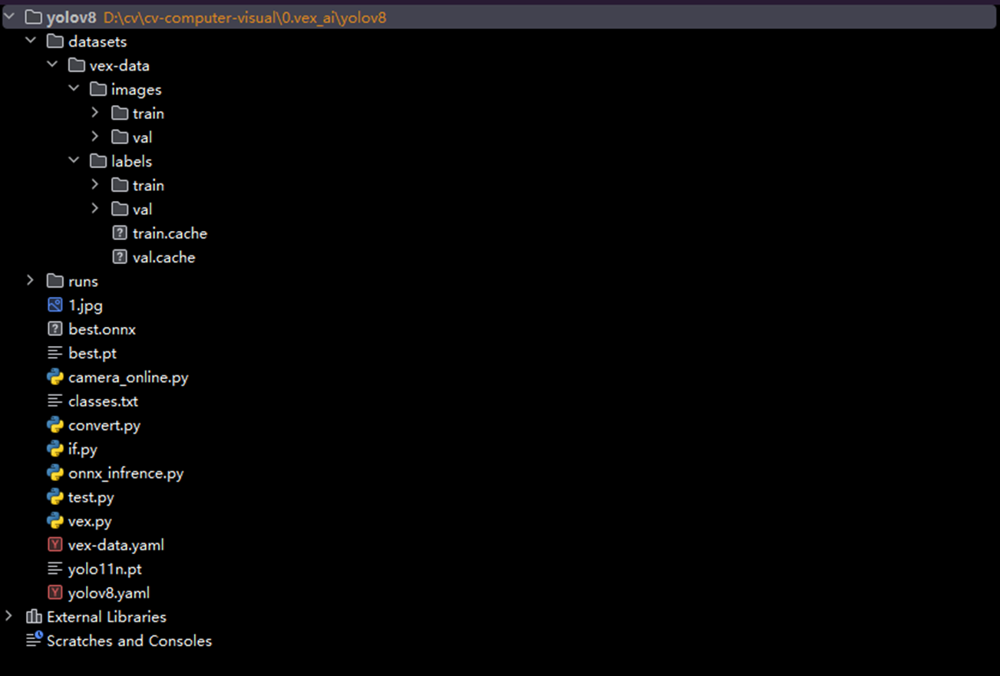 yolov8 D:\cv\cv-computer-visual\0.vex_ai\yolov8
datasets
vex-data
images
train
val
labels
train
val
train.cache
val.cache
runs
1.jpg
best.onnx
best.pt
camera_online.py
classes.txt
convert.py
if.py
onnx_infrence.py
test.py
vex.py
vex-data.yaml
yolo11n.pt
yolov8.yaml
External Libraries
Scratches and Consoles